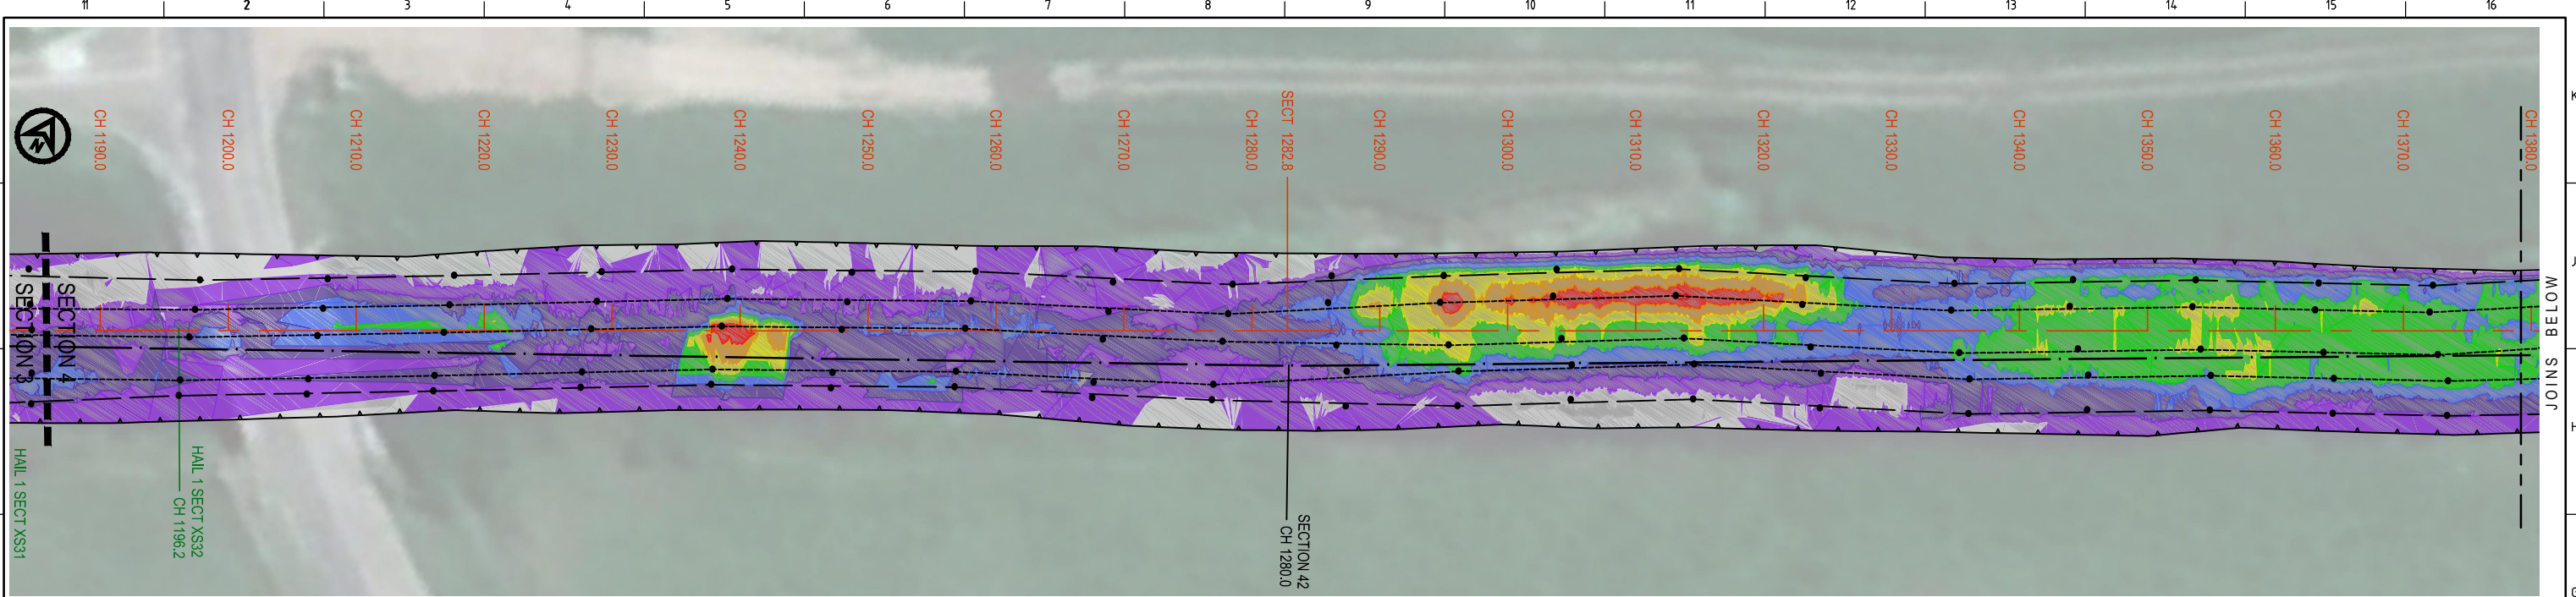 11 2 3 4 5 6 7 8 9 10 11 12 13 14 15 16
K
J
H
N
CH 1190.0
CH 1200.0
CH 1210.0
CH 1220.0
CH 1230.0
CH 1240.0
CH 1250.0
CH 1260.0
CH 1270.0
CH 1280.0
SECT 1282.8
CH 1290.0
CH 1300.0
CH 1310.0
CH 1320.0
CH 1330.0
CH 1340.0
CH 1350.0
CH 1360.0
CH 1370.0
CH 1380.0
SECTION 4
SECTION 3
JOINS BELOW
HAIL 1 SECT XS31
HAIL 1 SECT XS32
CH 1196.2
SECTION 42
CH 1280.0